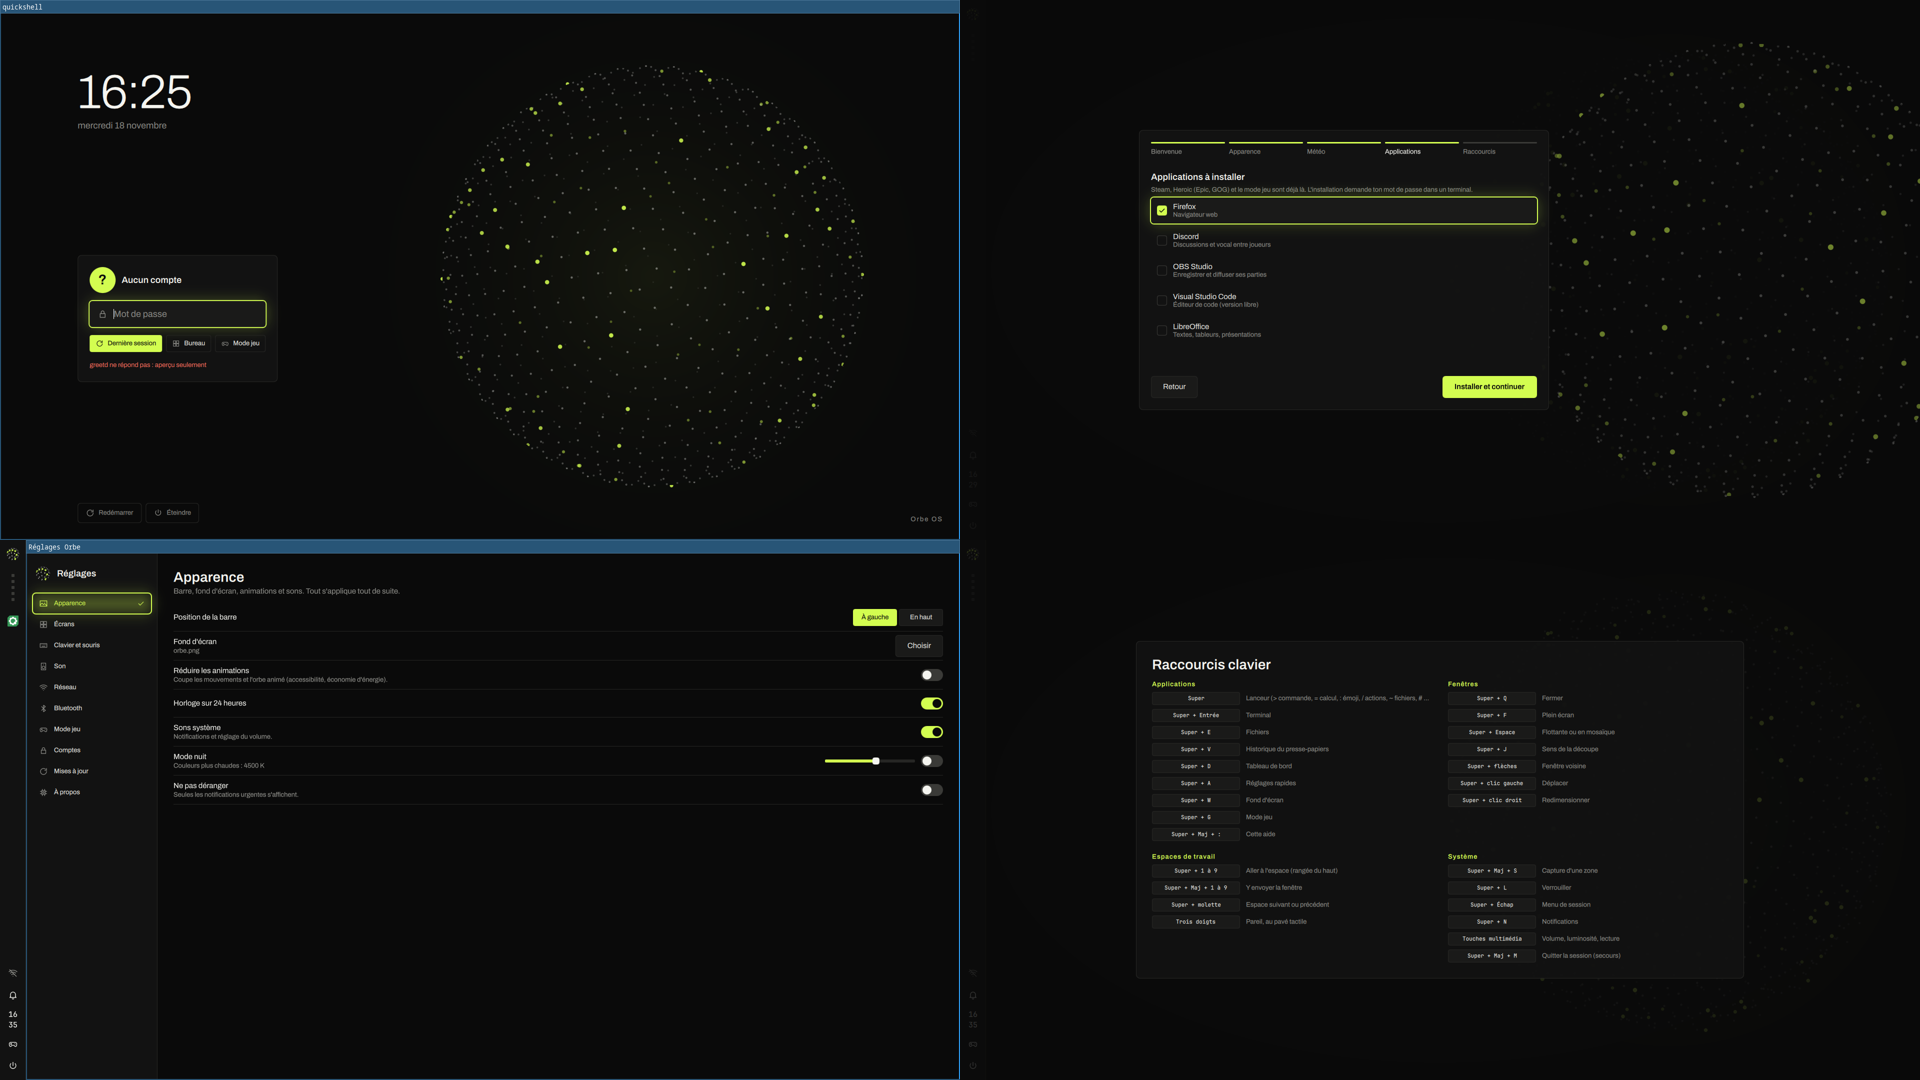 quickshell
16:25
mercredi 18 novembre
?
Aucun compte
Mot de passe
Dernière session
Bureau
Mode jeu
greetd ne répond pas : aperçu seulement
Redémarrer
Éteindre
Orbe OS
Bienvenue
Apparence
Météo
Applications
Raccourcis
Applications à installer
Steam, Heroic (Epic, GOG) et le mode jeu sont déjà là. L'installation demande ton mot de passe dans un terminal.
Firefox
Navigateur web
Discord
Discussions et vocal entre joueurs
OBS Studio
Enregistrer et diffuser ses parties
Visual Studio Code
Éditeur de code (version libre)
LibreOffice
Textes, tableurs, présentations
Retour
Installer et continuer
Réglages Orbe
Réglages
Apparence
Écrans
Clavier et souris
Son
Réseau
Bluetooth
Mode jeu
Comptes
Mises à jour
À propos
16
35
Apparence
Barre, fond d'écran, animations et sons. Tout s'applique tout de suite.
Position de la barre
À gauche
En haut
Fond d'écran
orbe.png
Choisir
Réduire les animations
Coupe les mouvements et l'orbe animé (accessibilité, économie d'énergie).
Horloge sur 24 heures
Sons système
Notifications et réglage du volume.
Mode nuit
Couleurs plus chaudes : 4500 K
Ne pas déranger
Seules les notifications urgentes s'affichent.
16
35
Raccourcis clavier
Applications
Super Lanceur (> commande, = calcul, : émoji, / actions, ~ fichiers, # ...
Super + Entrée Terminal
Super + E Fichiers
Super + V Historique du presse-papiers
Super + D Tableau de bord
Super + A Réglages rapides
Super + W Fond d'écran
Super + G Mode jeu
Super + Maj + : Cette aide
Fenêtres
Super + Q Fermer
Super + F Plein écran
Super + Espace Flottante ou en mosaïque
Super + J Sens de la découpe
Super + flèches Fenêtre voisine
Super + clic gauche Déplacer
Super + clic droit Redimensionner
Espaces de travail
Super + 1 à 9 Aller à l'espace (rangée du haut)
Super + Maj + 1 à 9 Y envoyer la fenêtre
Super + molette Espace suivant ou précédent
Trois doigts Pareil, au pavé tactile
Système
Super + Maj + S Capture d'une zone
Super + L Verrouiller
Super + Échap Menu de session
Super + N Notifications
Touches multimédia Volume, luminosité, lecture
Super + Maj + M Quitter la session (secours)